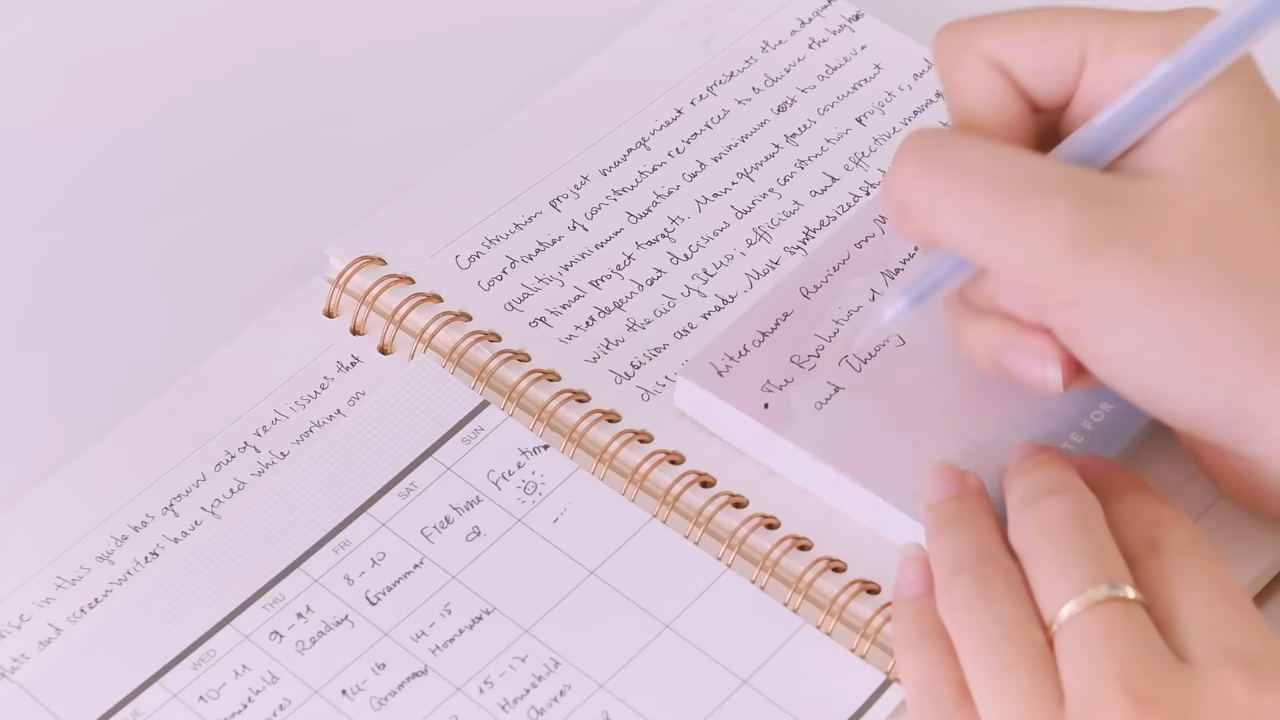 Construction project management represents the
coordination of construction resources to achieve the highest
quality, minimum duration and minimum cost to achieve
optimal project targets. Management faces concurrent
interdependent decisions during construction projects, and
with the aid of efficient and effective
decision are made. Most synthesized
Literature Review on
• The Evolution of
and Theory
TE FOR
in this guide has grown out of real issues that
and screenwriters have faced while working on
SUN
Free time
SAT
Free time
FRI
8-10
Grammar
14-15
Homework
15-17
Household
chores
THU
9-11
Reading
14-16
Grammar
WED
10-11